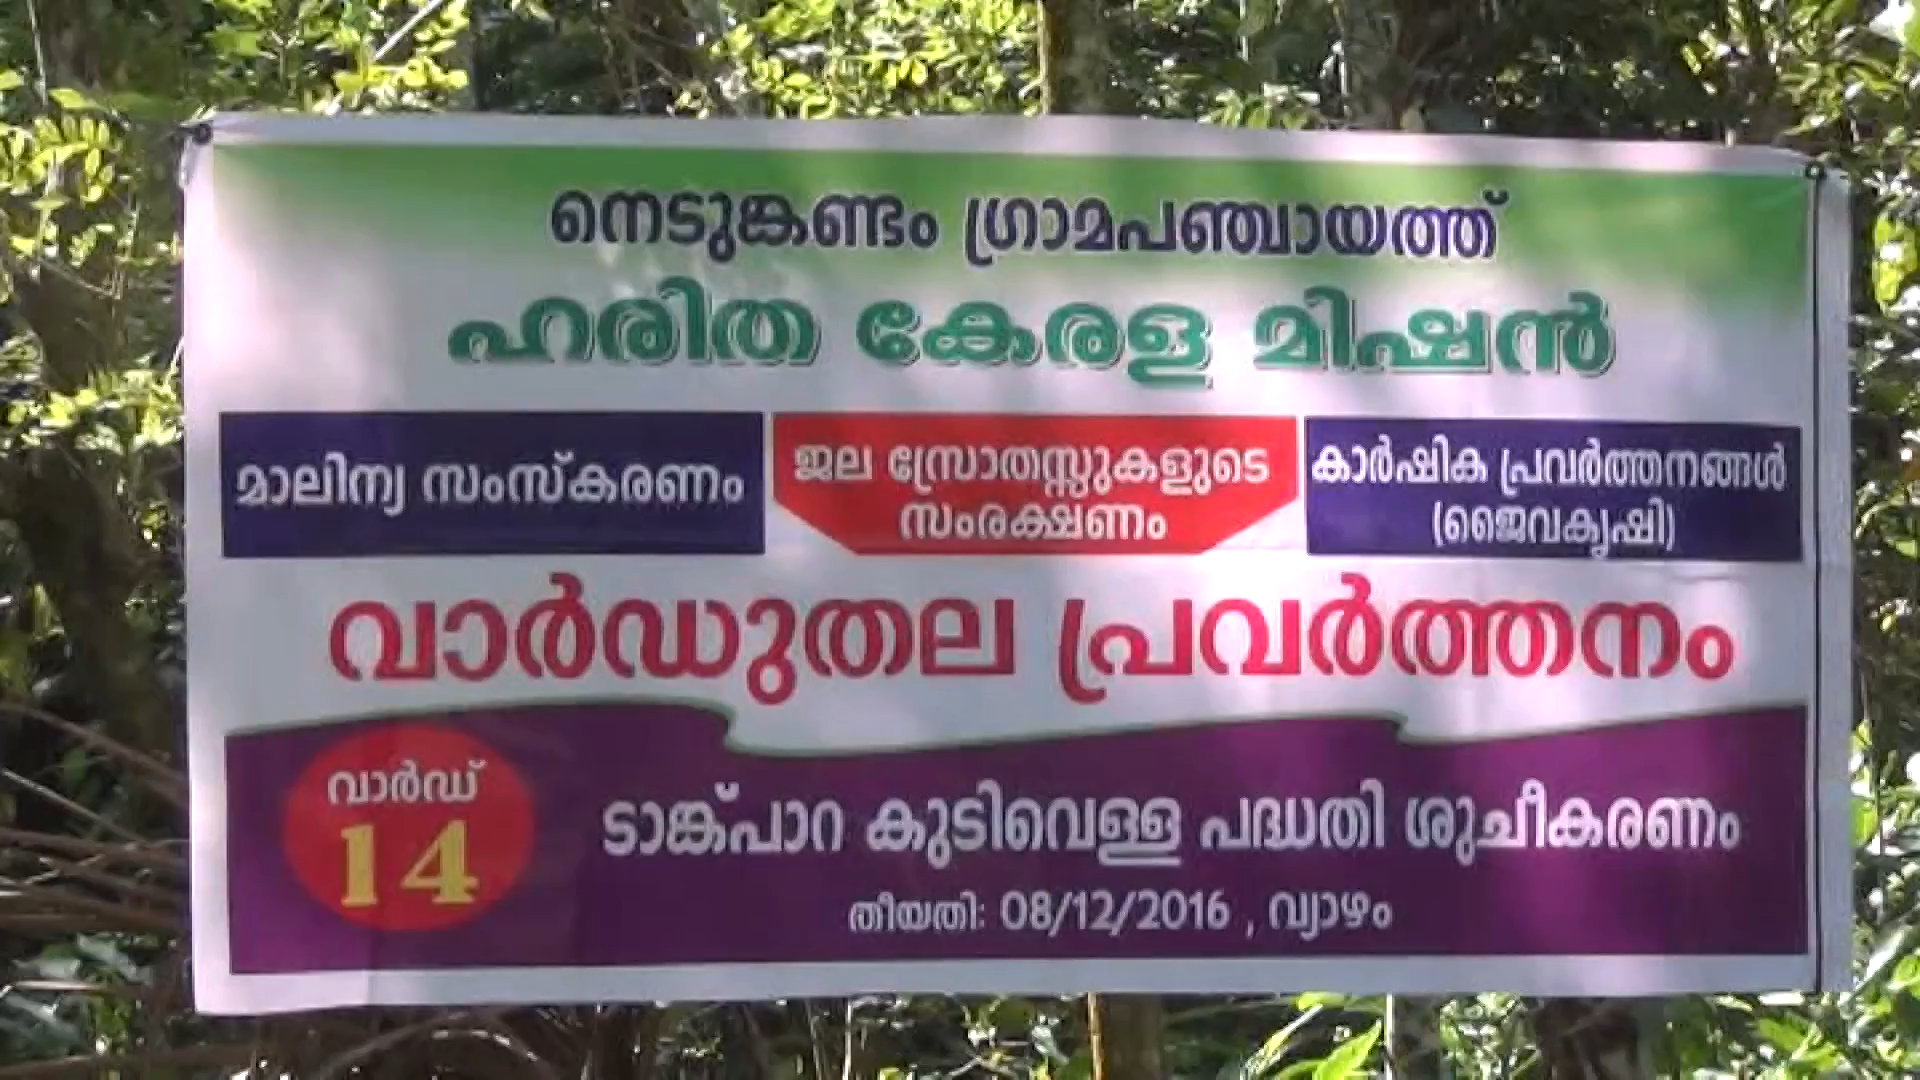 നെടുങ്കണ്ടം ഗ്രാമപഞ്ചായത്ത്
ഹരിത കേരള മിഷൻ
മാലിന്യ സംസ്കരണം
ജല സ്രോതസ്സുകളുടെ
സംരക്ഷണം
കാർഷിക പ്രവർത്തനങ്ങൾ
(ജൈവകൃഷി)
വാർഡുതല പ്രവർത്തനം
വാർഡ്
14
ടാങ്ക്പാറ കുടിവെള്ള പദ്ധതി ശുചീകരണം
തീയതി: 08/12/2016 , വ്യാഴം